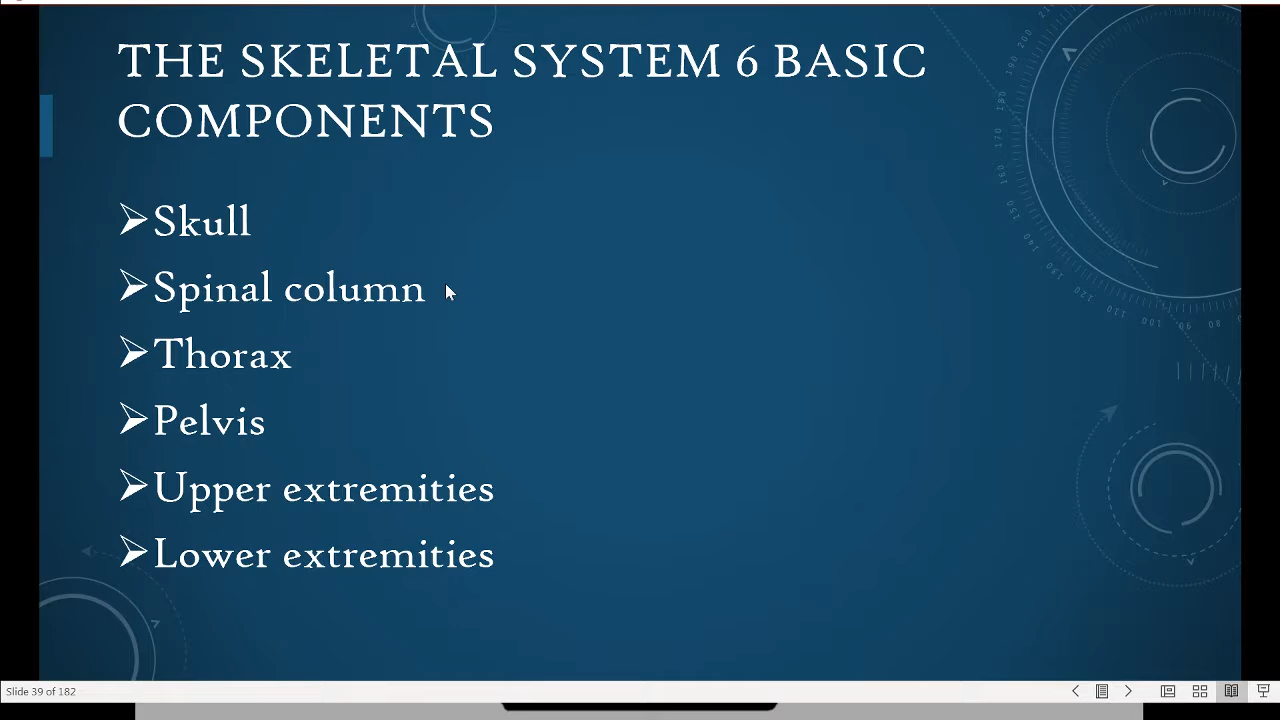 THE SKELETAL SYSTEM 6 BASIC
COMPONENTS
Skull
Spinal column
Thorax
Pelvis
Upper extremities
Lower extremities
Slide 39 of 182